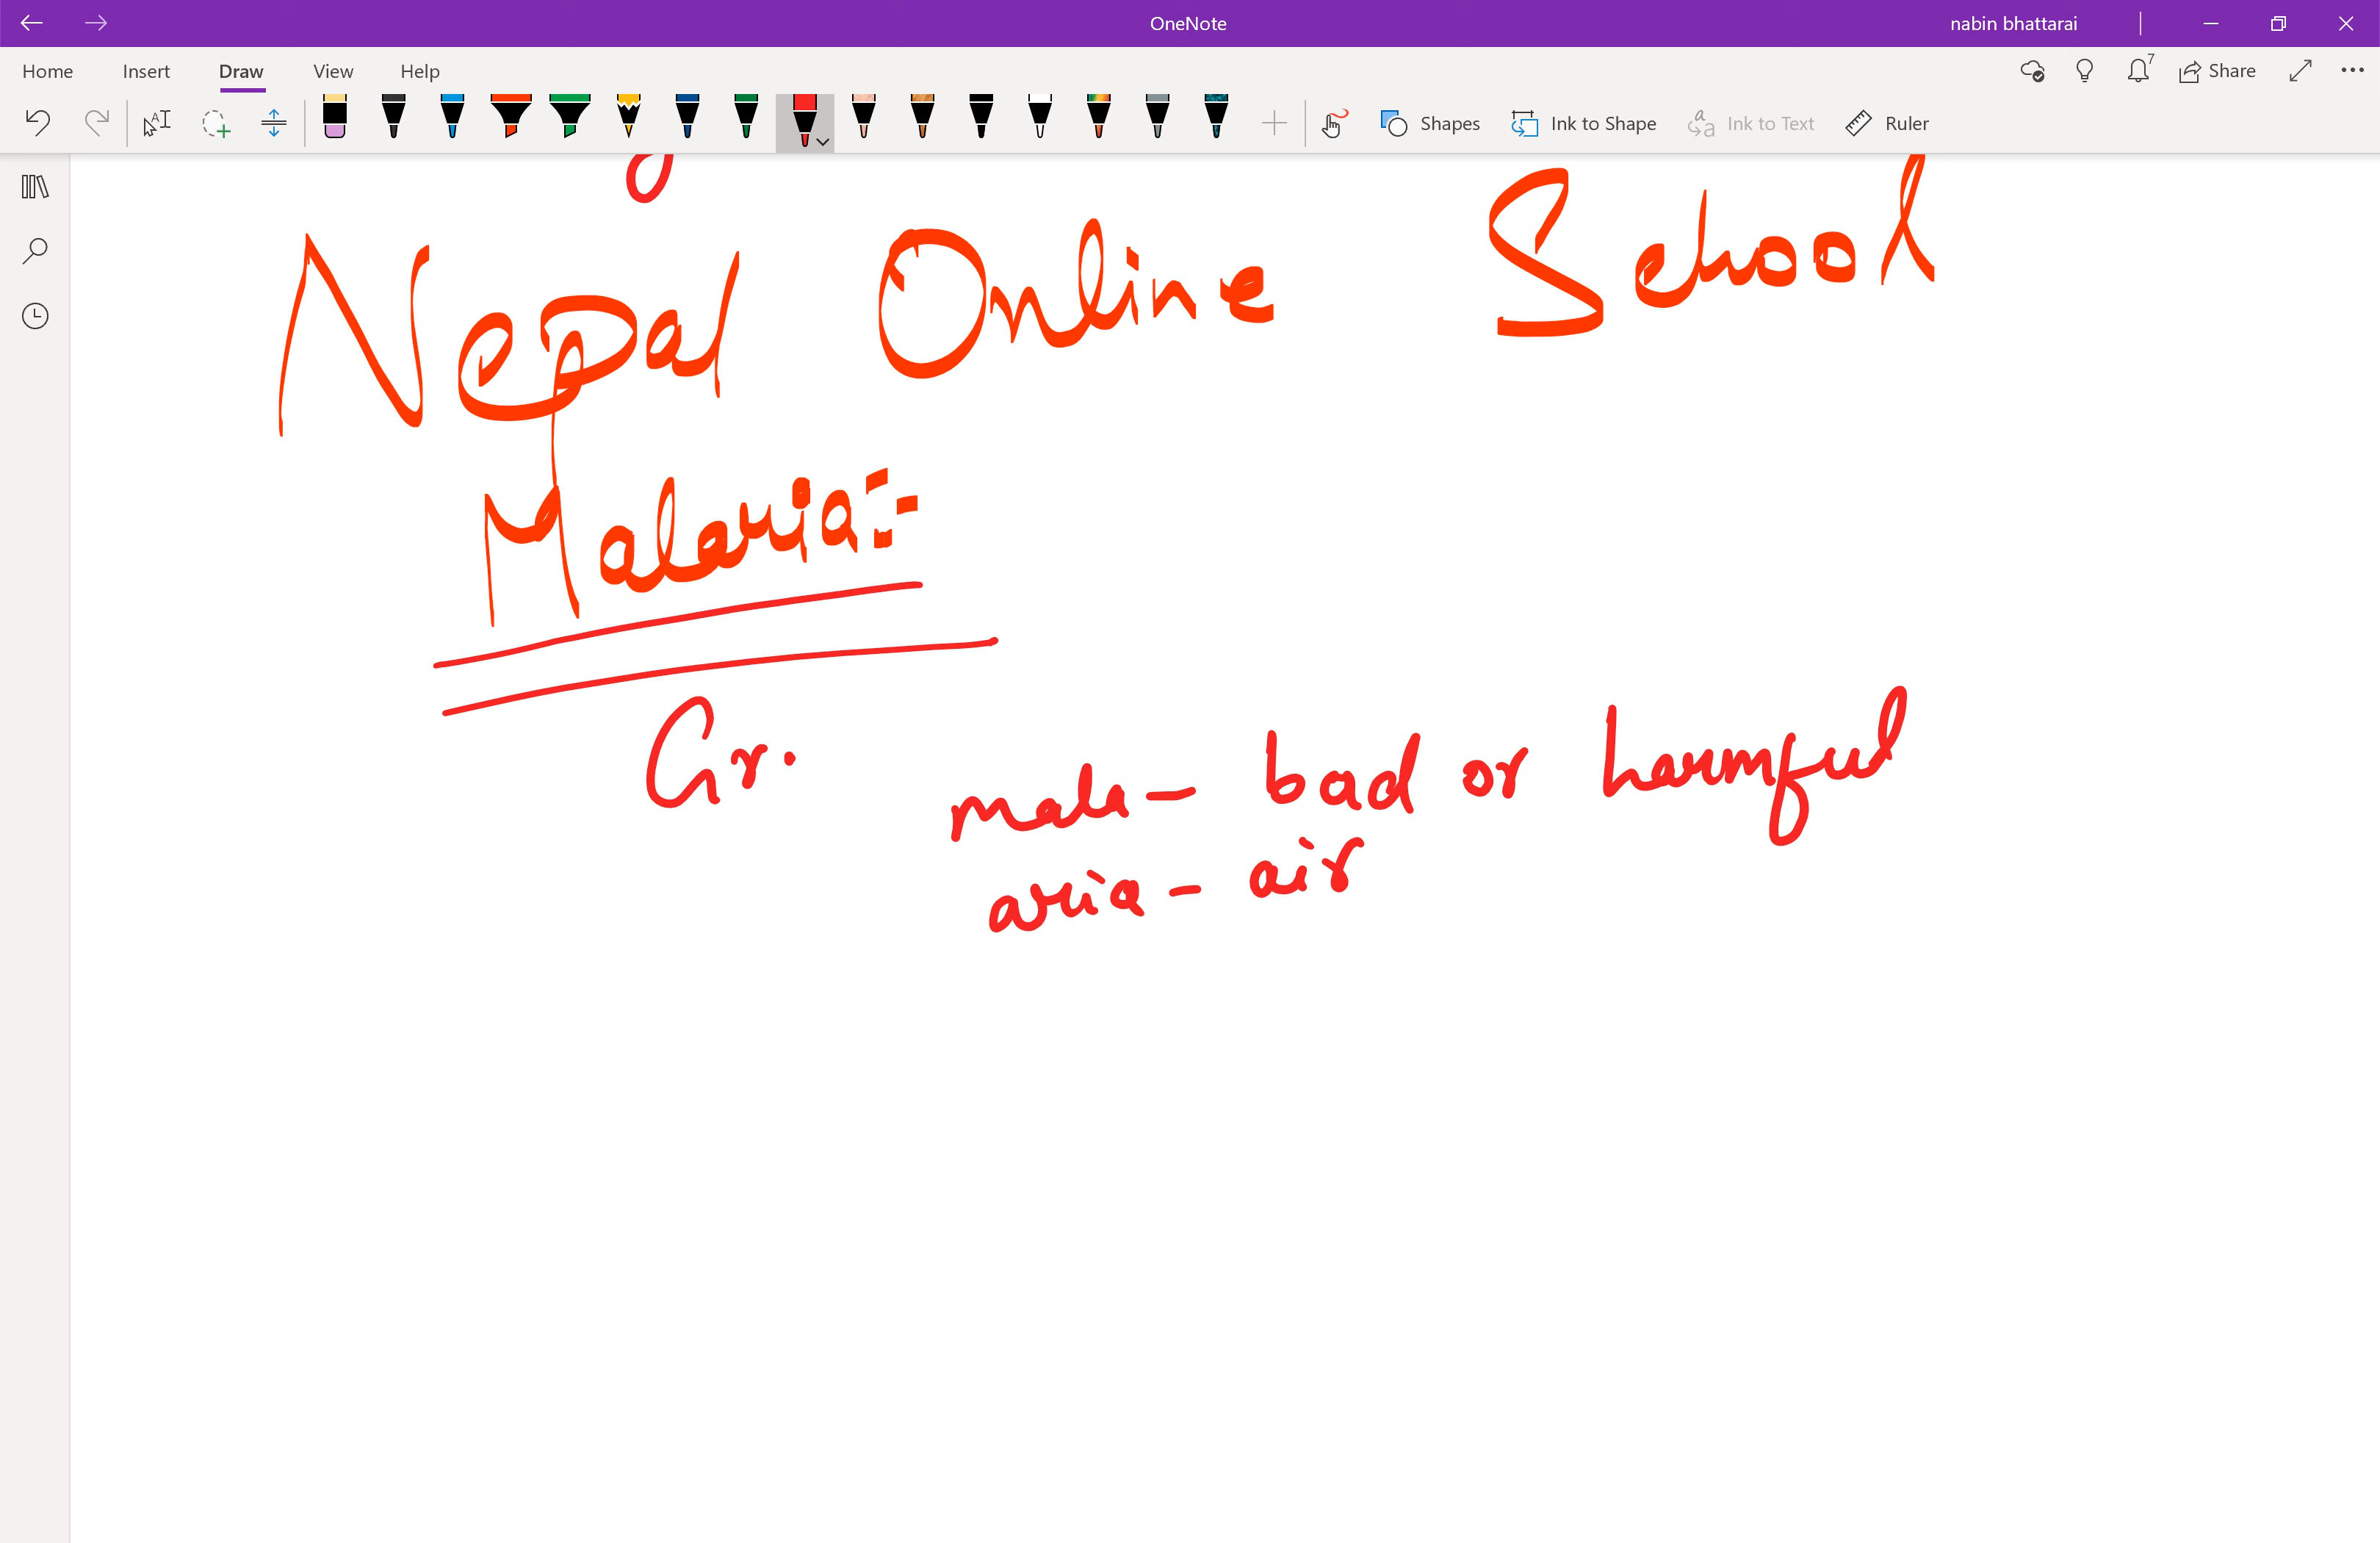 OneNote
nabin bhattarai
Home Insert Draw View Help
7
Share
Shapes
Ink to Shape
Ink to Text
Ruler
Nepal Online School
Malaria:-
Gr.
mala - bad or harmful
aria - air